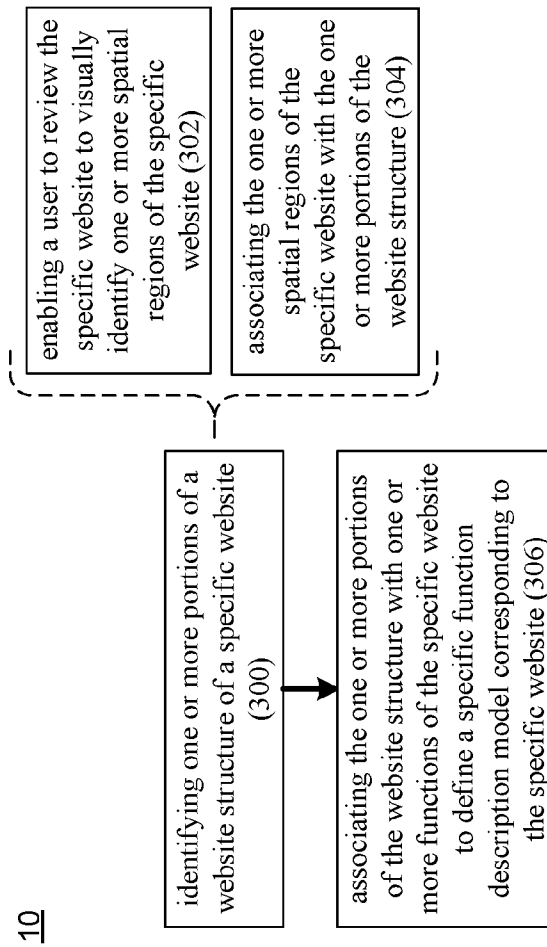 10
identifying one or more portions of a
website structure of a specific website
(300)
enabling a user to review the
specific website to visually
identify one or more spatial
regions of the specific
website (302)
associating the one or more
spatial regions of the
specific website with the one
or more portions of the
website structure (304)
associating the one or more portions
of the website structure with one or
more functions of the specific website
to define a specific function
description model corresponding to
the specific website (306)